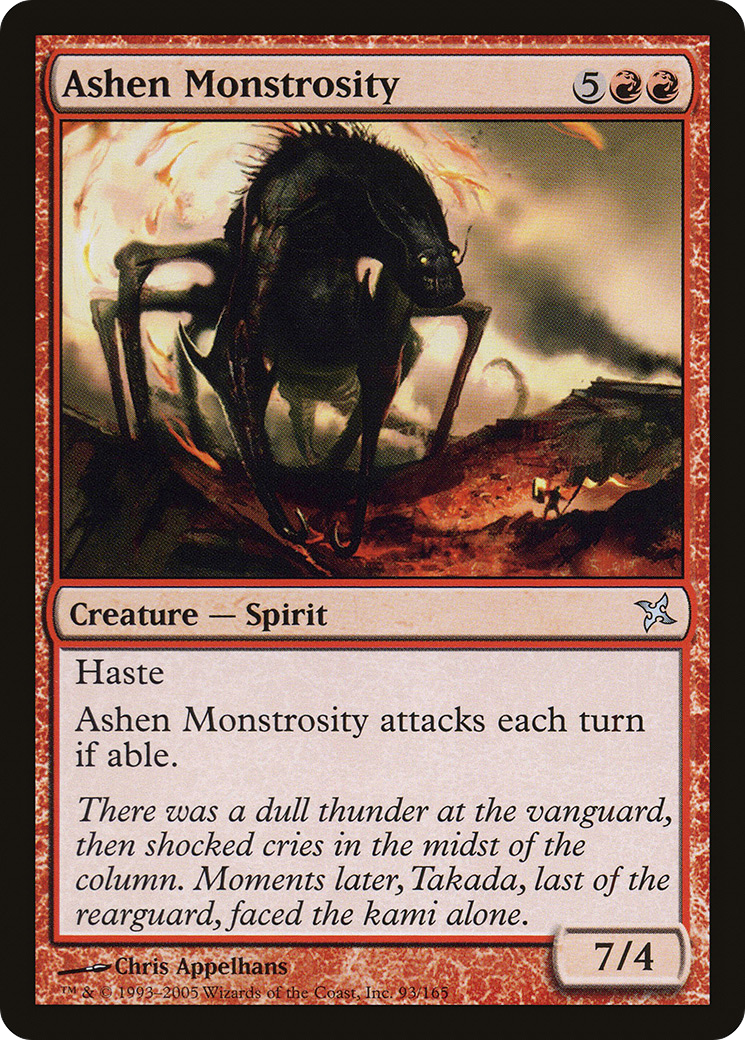 Ashen Monstrosity 5
Creature — Spirit
Haste
Ashen Monstrosity attacks each turn
if able.
There was a dull thunder at the vanguard,
then shocked cries in the midst of the
column. Moments later, Takada, last of the
rearguard, faced the kami alone.
7/4
Chris Appelhans
™ & © 1993–2005 Wizards of the Coast, Inc. 93/165